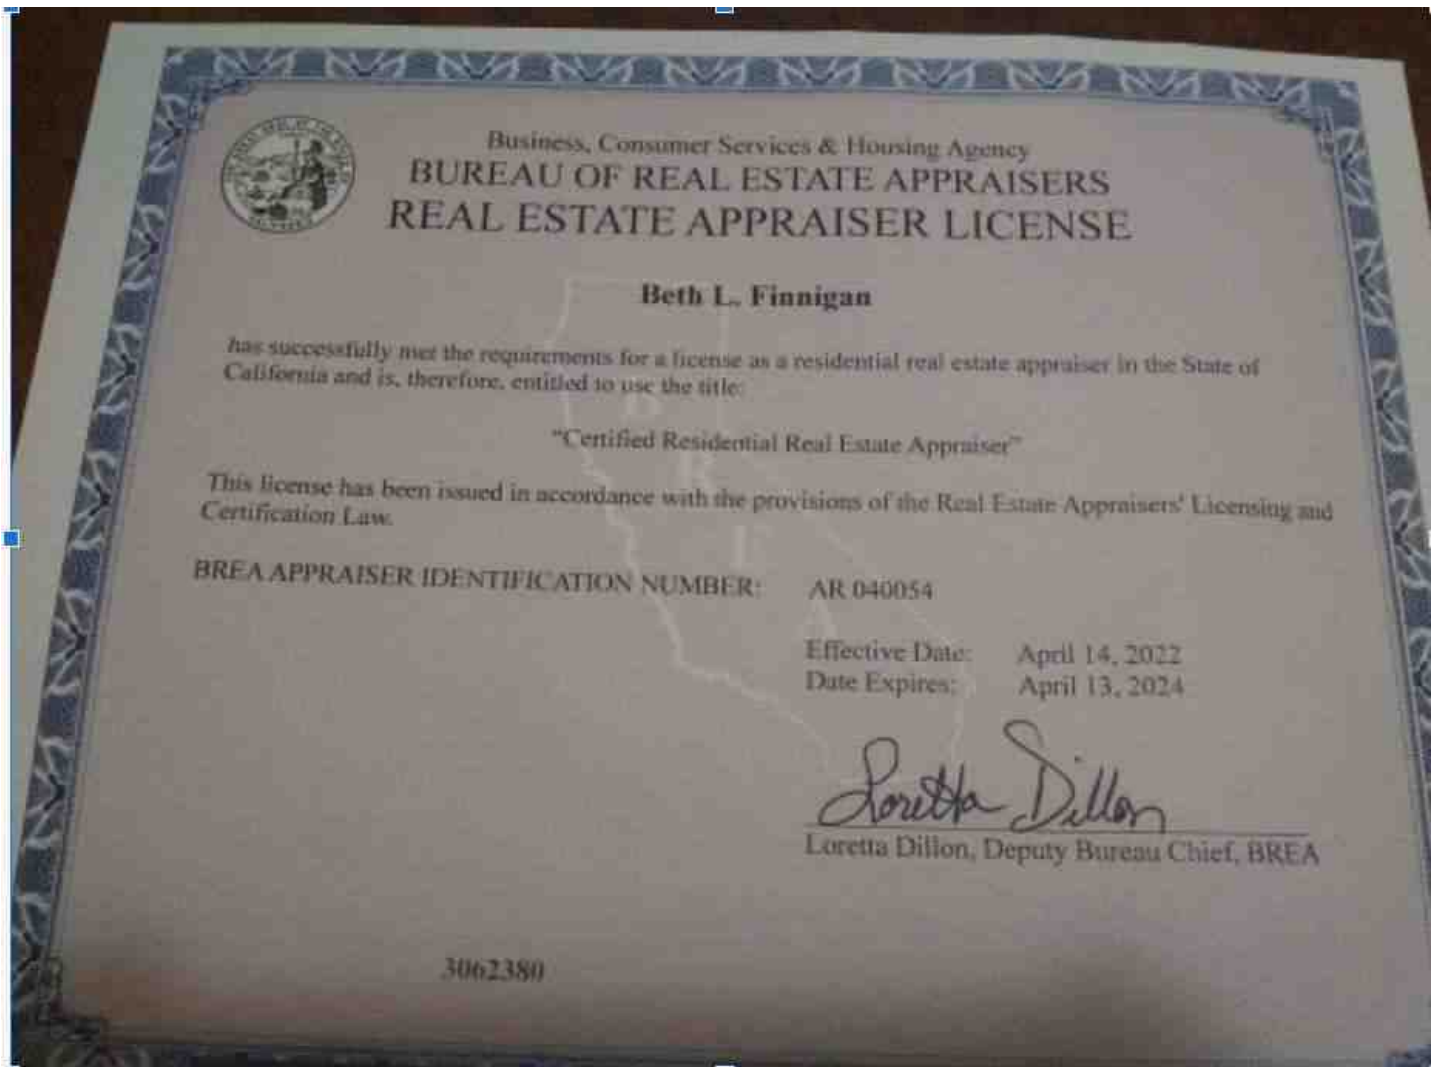 Business, Consumer Services & Housing Agency
BUREAU OF REAL ESTATE APPRAISERS
REAL ESTATE APPRAISER LICENSE
Beth L. Finnigan
has successfully met the requirements for a license as a residential real estate appraiser in the State of
California and is, therefore, entitled to use the title:
"Certified Residential Real Estate Appraiser"
This license has been issued in accordance with the provisions of the Real Estate Appraisers' Licensing and
Certification Law.
BREA APPRAISER IDENTIFICATION NUMBER: AR 040054
Effective Date: April 14, 2022
Date Expires: April 13, 2024
Loretta Dillon
Loretta Dillon, Deputy Bureau Chief, BREA
3062380